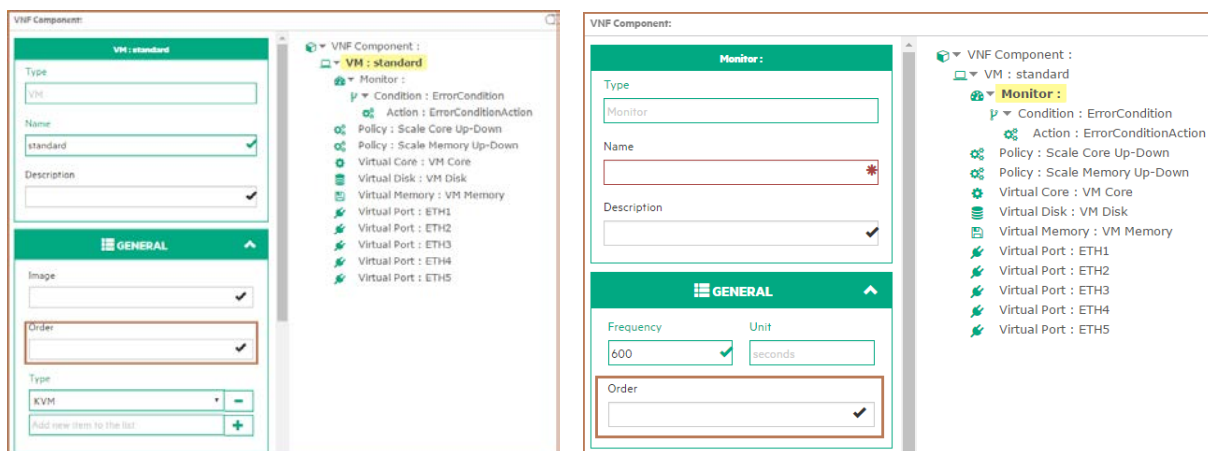 VNF Component:
VM : standard
Type
VM
Name
standard
Description
GENERAL
Image
Order
Type
KVM
Add new item to the list
VNF Component :
VM : standard
Monitor :
Condition : ErrorCondition
Action : ErrorConditionAction
Policy : Scale Core Up-Down
Policy : Scale Memory Up-Down
Virtual Core : VM Core
Virtual Disk : VM Disk
Virtual Memory : VM Memory
Virtual Port : ETH1
Virtual Port : ETH2
Virtual Port : ETH3
Virtual Port : ETH4
Virtual Port : ETH5
VNF Component:
Monitor :
Type
Monitor
Name
Description
GENERAL
Frequency Unit
600 seconds
Order
VNF Component :
VM : standard
Monitor :
Condition : ErrorCondition
Action : ErrorConditionAction
Policy : Scale Core Up-Down
Policy : Scale Memory Up-Down
Virtual Core : VM Core
Virtual Disk : VM Disk
Virtual Memory : VM Memory
Virtual Port : ETH1
Virtual Port : ETH2
Virtual Port : ETH3
Virtual Port : ETH4
Virtual Port : ETH5